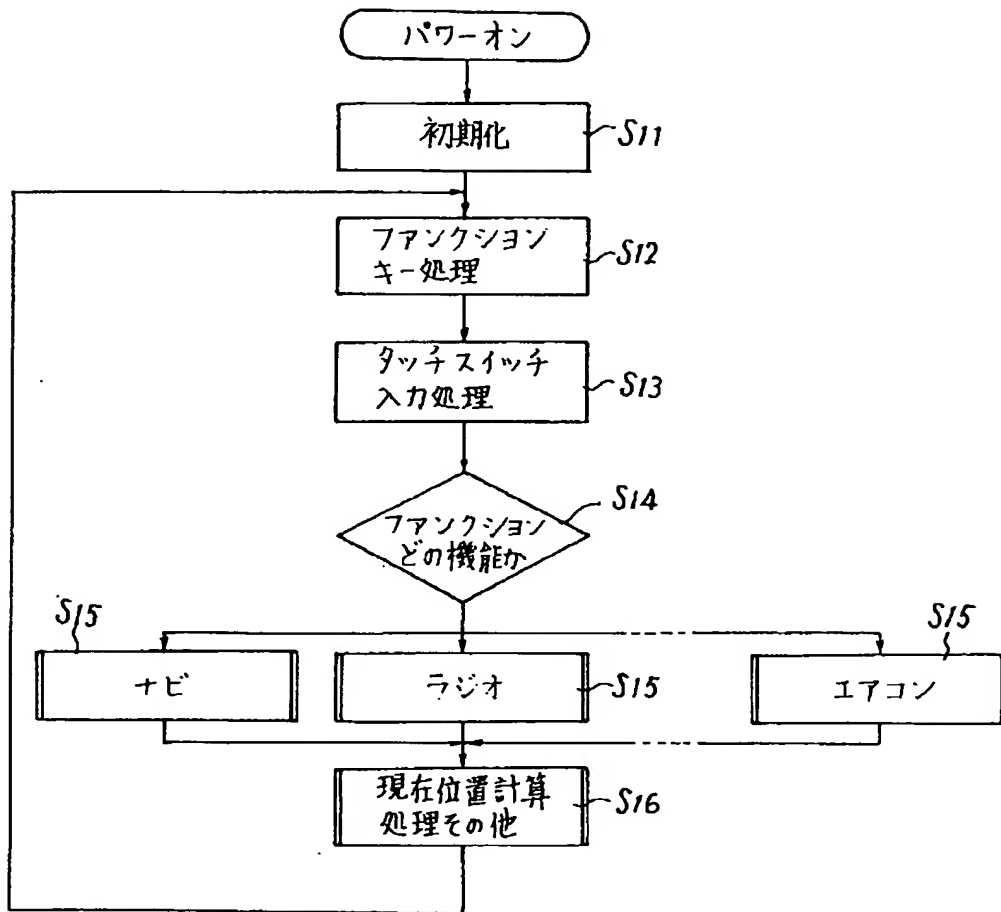 パワーオン
初期化
S11
ファンクション
キー処理
S12
タッチスイッチ
入力処理
S13
ファンクション
どの機能か
S14
S15
ナビ
ラジオ
S15
S15
エアコン
現在位置計算
処理その他
S16